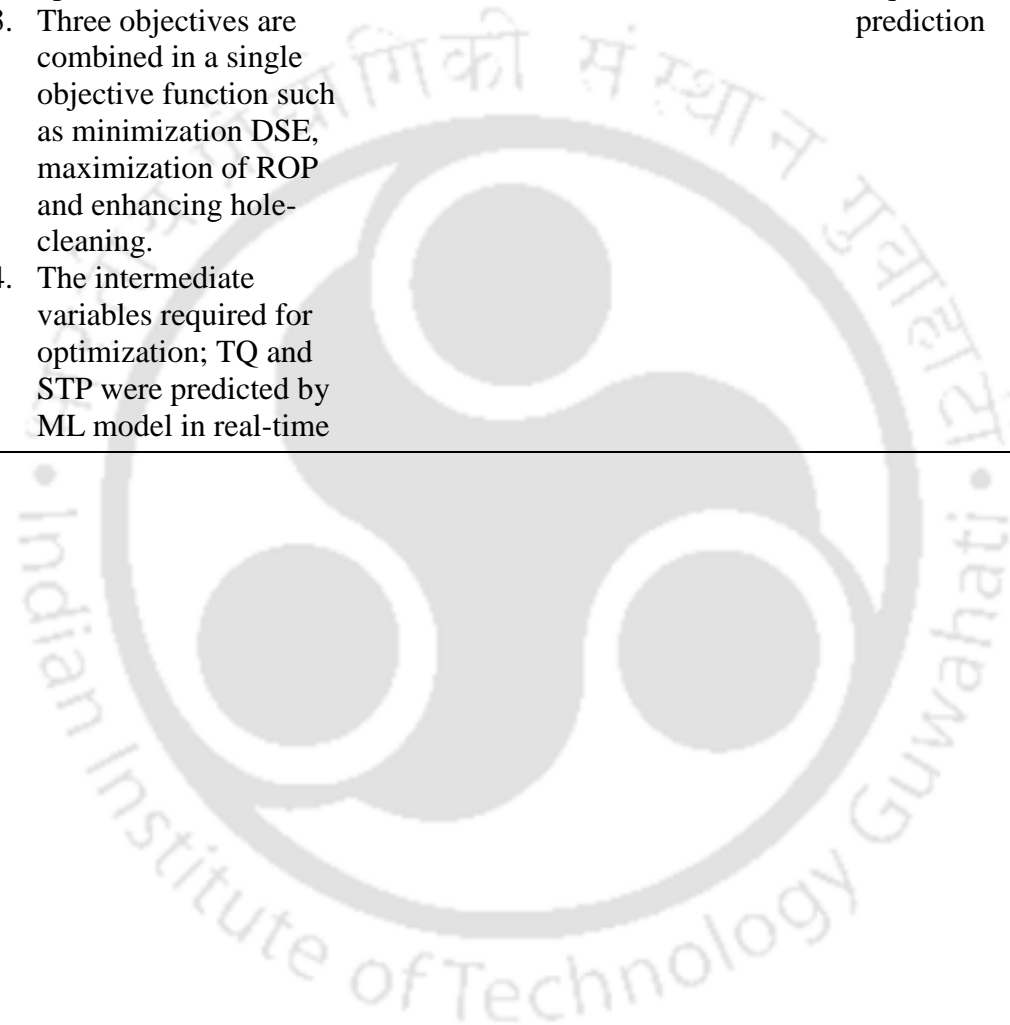 3. Three objectives are
combined in a single
objective function such
as minimization DSE,
maximization of ROP
and enhancing hole-
cleaning.
4. The intermediate
variables required for
optimization; TQ and
STP were predicted by
ML model in real-time
prediction
संस्थान गुवाहाटी
Indian Institute of Technology Guwahati